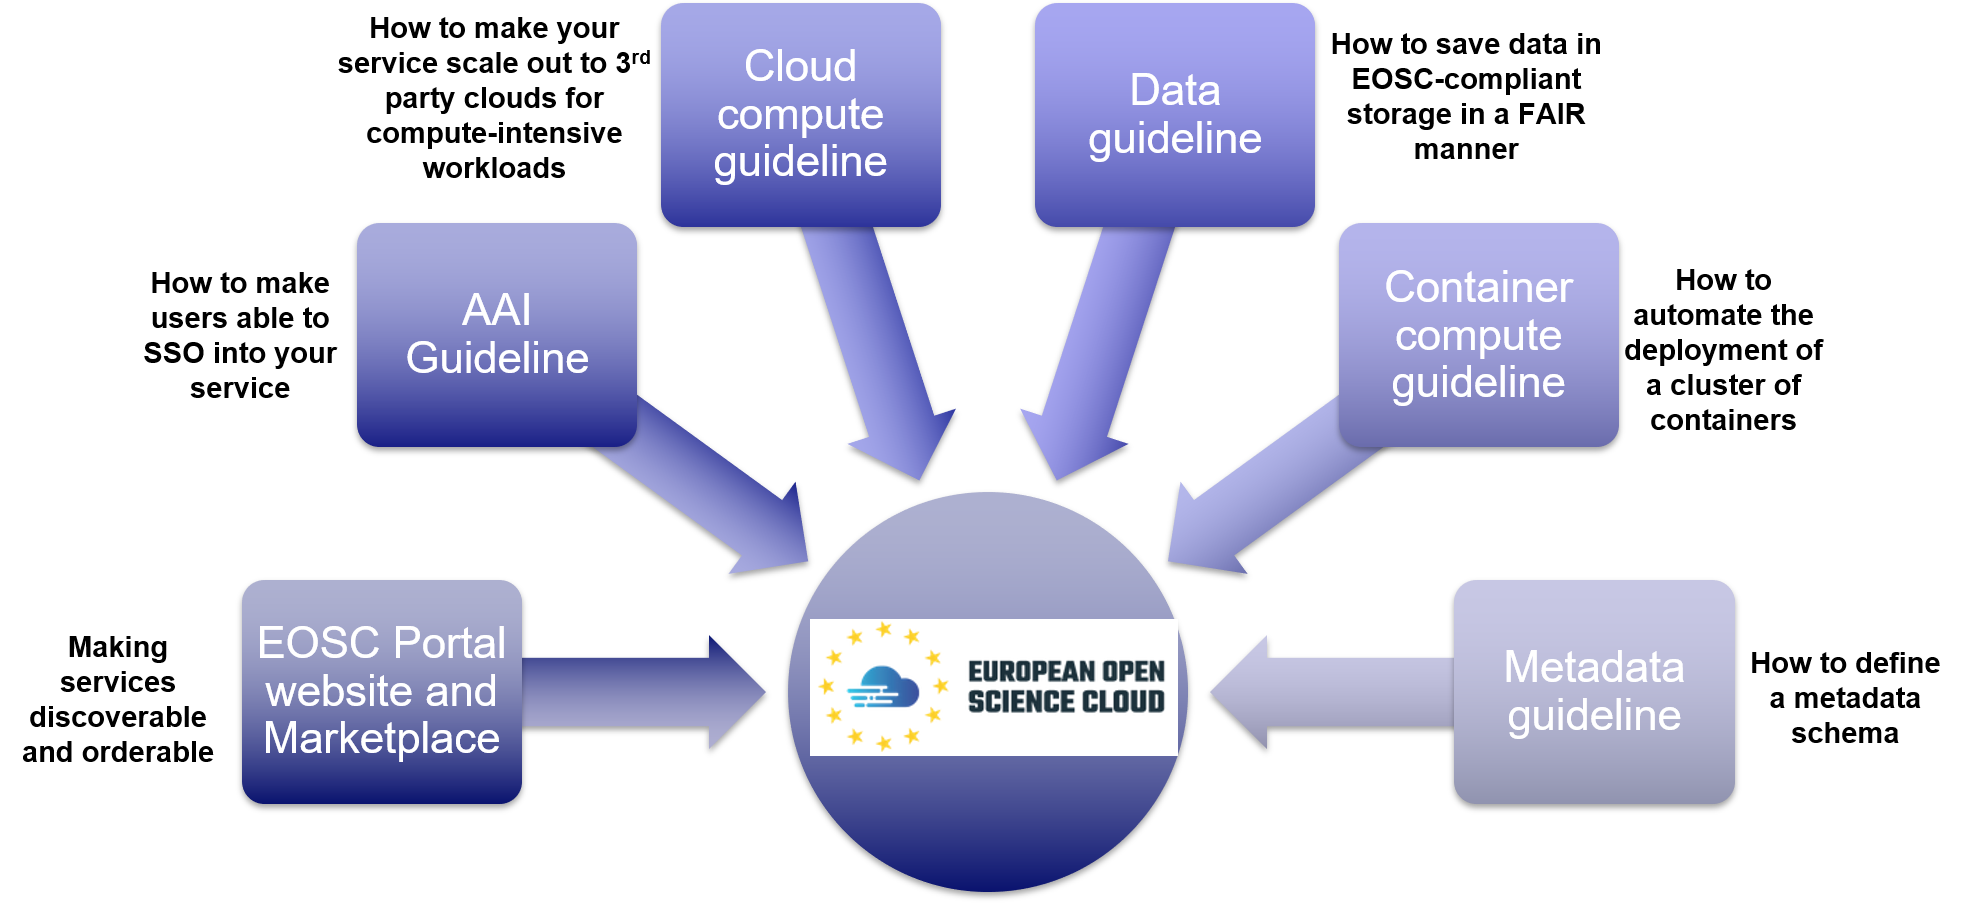 How to make your
service scale out to 3rd
party clouds for
compute-intensive
workloads
Cloud
compute
guideline
Data
guideline
How to save data in
EOSC-compliant
storage in a FAIR
manner
How to make
users able to
SSO into your
service
AAI
Guideline
Container
compute
guideline
How to
automate the
deployment of
a cluster of
containers
Making
services
discoverable
and orderable
EOSC Portal
website and
Marketplace
EUROPEAN OPEN
SCIENCE CLOUD
Metadata
guideline
How to define
a metadata
schema